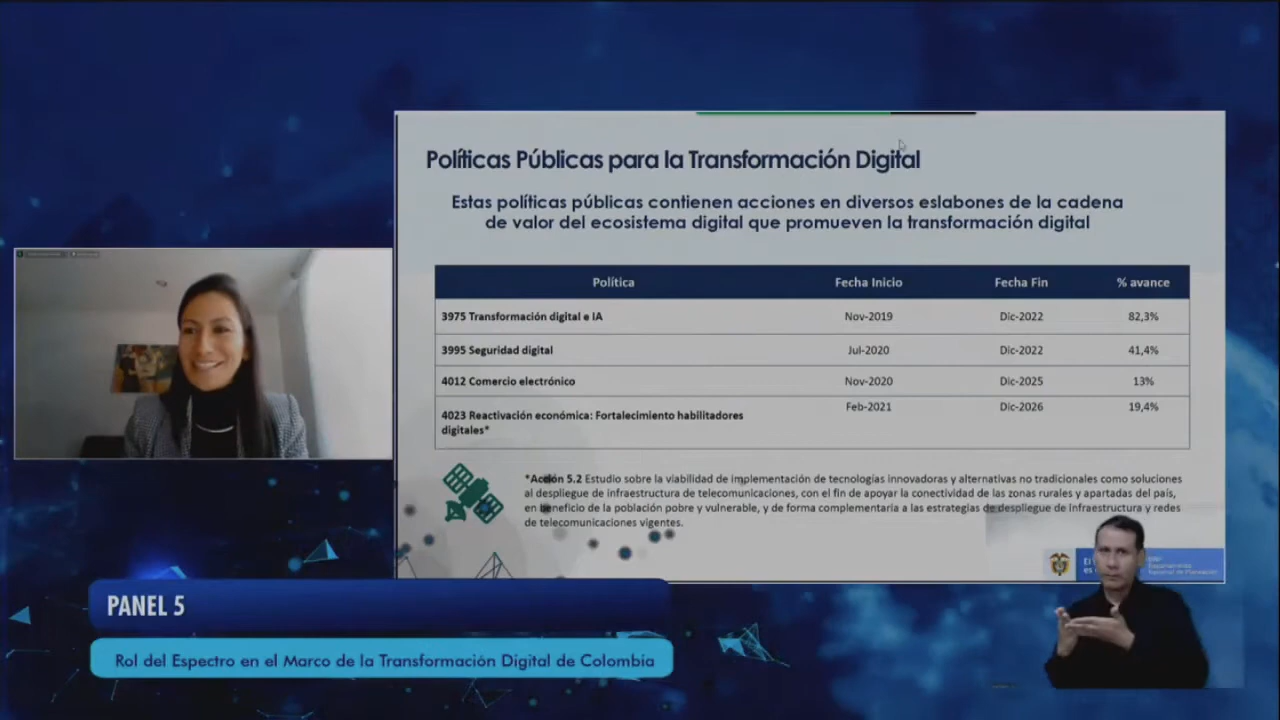 Políticas Públicas para la Transformación Digital
Estas políticas públicas contienen acciones en diversos eslabones de la cadena
de valor del ecosistema digital que promueven la transformación digital
Política Fecha Inicio Fecha Fin % avance
3975 Transformación digital e IA Nov-2019 Dic-2022 82,3%
3995 Seguridad digital Jul-2020 Dic-2022 41,4%
4012 Comercio electrónico Nov-2020 Dic-2025 13%
4023 Reactivación económica: Fortalecimiento habilitadores
digitales* Feb-2021 Dic-2026 19,4%
*Acción 5.2 Estudio sobre la viabilidad de implementación de tecnologías innovadoras y alternativas no tradicionales como soluciones
al despliegue de infraestructura de telecomunicaciones, con el fin de apoyar la conectividad de las zonas rurales y apartadas del país,
en beneficio de la población pobre y vulnerable, y de forma complementaria a las estrategias de despliegue de infraestructura y redes
de telecomunicaciones vigentes.
El
es
Departamento
Nacional de Planeación
PANEL 5
Rol del Espectro en el Marco de la Transformación Digital de Colombia